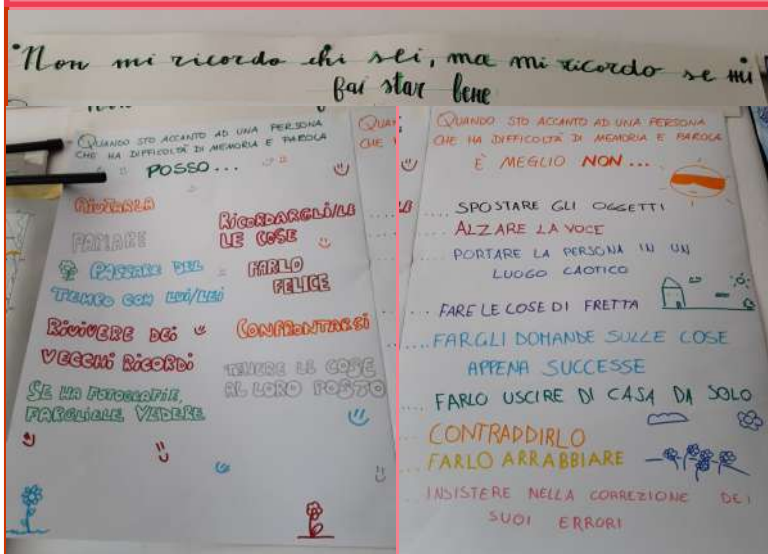 "Non mi ricordo chi sei, ma mi ricordo se mi
fai star bene
QUANDO STO ACCANTO AD UNA PERSONA
CHE HA DIFFICOLTÀ DI MEMORIA E PAROLA
POSSO...
AIUTARLA
PARLARE
PASSARE DEL
TEMPO CON LUI/LEI
RIVIVERE DEI
VECCHI RICORDI
SE HA FOTOGRAFIE,
FARGLIELE VEDERE
RICORDARGLI/LE
LE COSE
FARLO
FELICE
CONFRONTARCI
TENERE LE COSE
AL LORO POSTO
QUA
CHE
QUANDO STO ACCANTO AD UNA PERSONA
CHE HA DIFFICOLTÀ DI MEMORIA E PAROLA
È MEGLIO NON...
... SPOSTARE GLI OGGETTI
... ALZARE LA VOCE
... PORTARE LA PERSONA IN UN
LUOGO CAOTICO
... FARE LE COSE DI FRETTA
.... FARGLI DOMANDE SULLE COSE
APPENA SUCCESSE
... FARLO USCIRE DI CASA DA SOLO
... CONTRADDIRLO
... FARLO ARRABBIARE
... INSISTERE NELLA CORREZIONE DEI
SUOI ERRORI